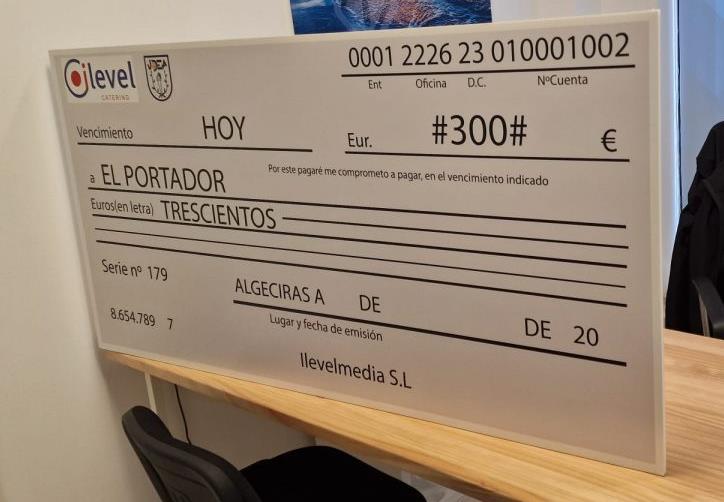 ilevel
CATERING
JDEA
0001 2226 23 010001002
Ent Oficina D.C. NºCuenta
Vencimiento HOY
Eur. #300# €
Por este pagaré me comprometo a pagar, en el vencimiento indicado
a EL PORTADOR
Euros(en letra) TRESCIENTOS
Serie nº 179
ALGECIRAS A DE DE 20
Lugar y fecha de emisión
8.654.789 7
llevelmedia S.L